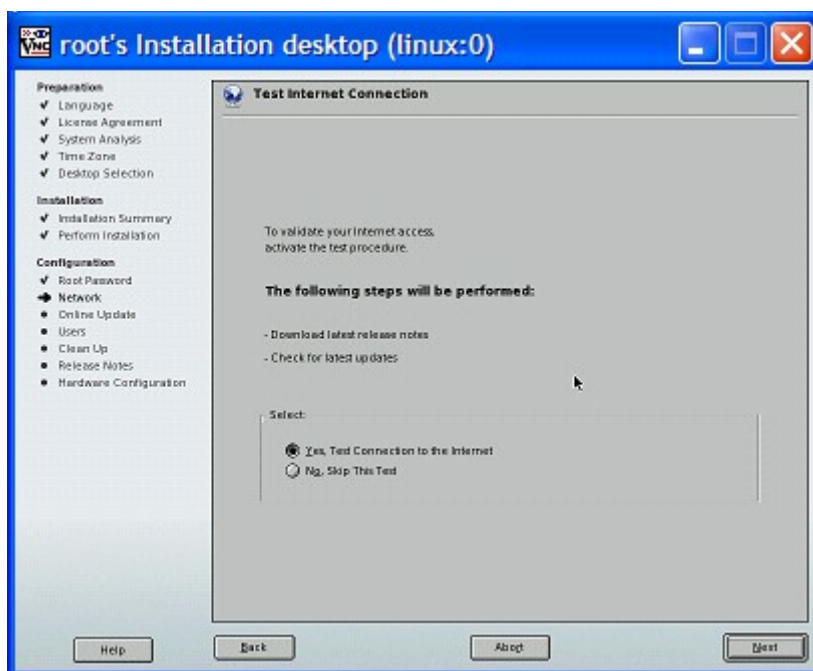 VNC root's Installation desktop (linux:0)
Preparation
Language
License Agreement
System Analysis
Time Zone
Desktop Selection
Installation
Installation Summary
Perform Installation
Configuration
Root Password
Network
Online Update
Users
Clean Up
Release Notes
Hardware Configuration
Test Internet Connection
To validate your Internet access,
activate the test procedure.
The following steps will be performed:
- Download latest release notes
- Check for latest updates
Select:
Yes, Test Connection to the Internet
No, Skip This Test
Help
Back
Abort
Next